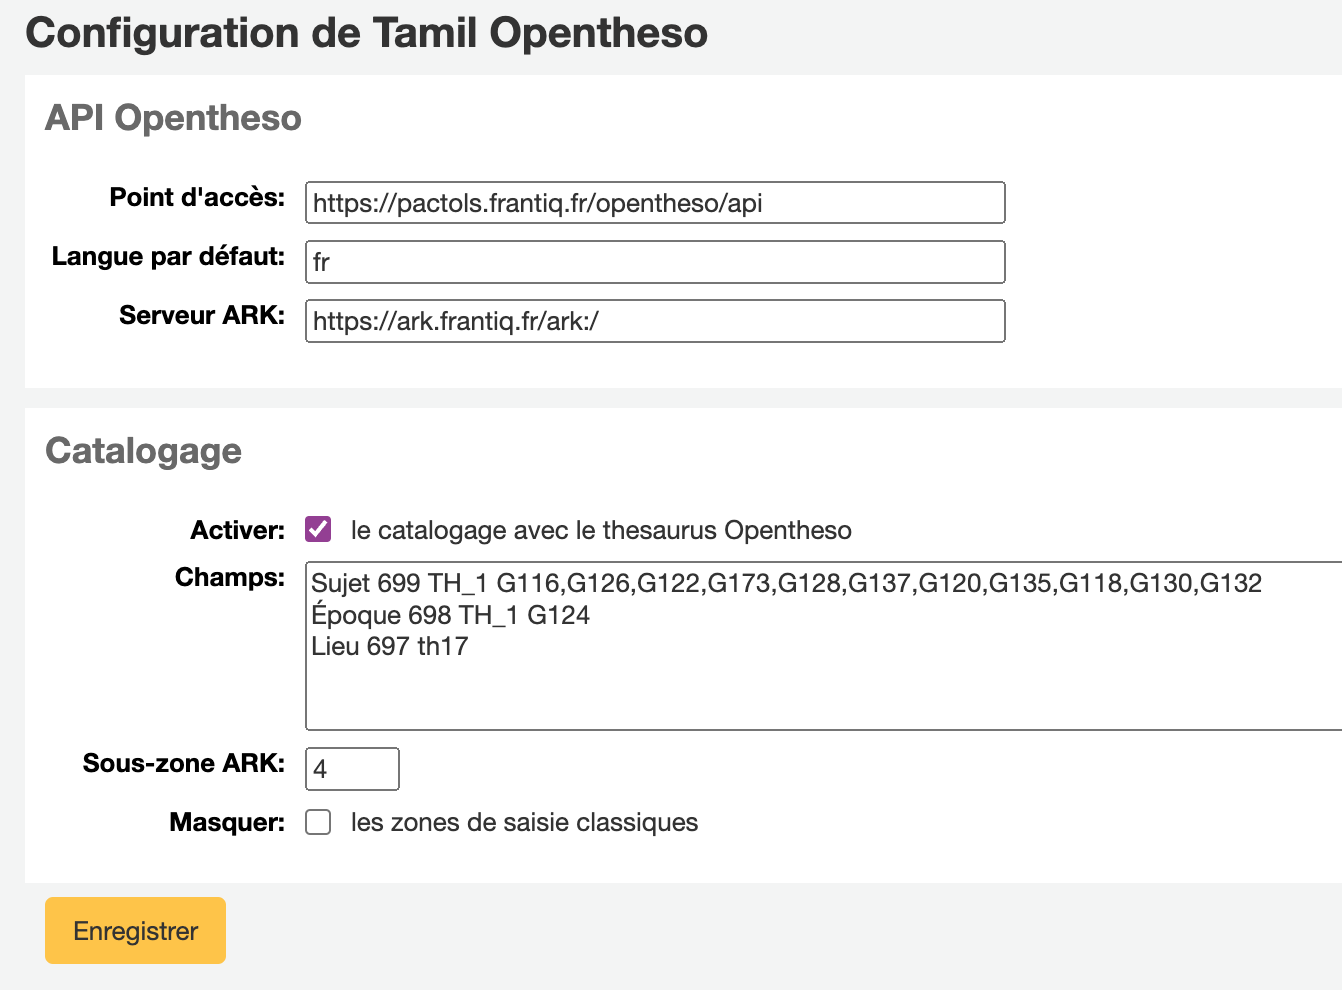 Configuration de Tamil Opentheso
API Opentheso
Point d'accès: https://pactols.frantiq.fr/opentheso/api
Langue par défaut: fr
Serveur ARK: https://ark.frantiq.fr/ark:/
Catalogage
Activer: le catalogage avec le thesaurus Opentheso
Champs: Sujet 699 TH_1 G116,G126,G122,G173,G128,G137,G120,G135,G118,G130,G132
Époque 698 TH_1 G124
Lieu 697 th17
Sous-zone ARK: 4
Masquer: les zones de saisie classiques
Enregistrer